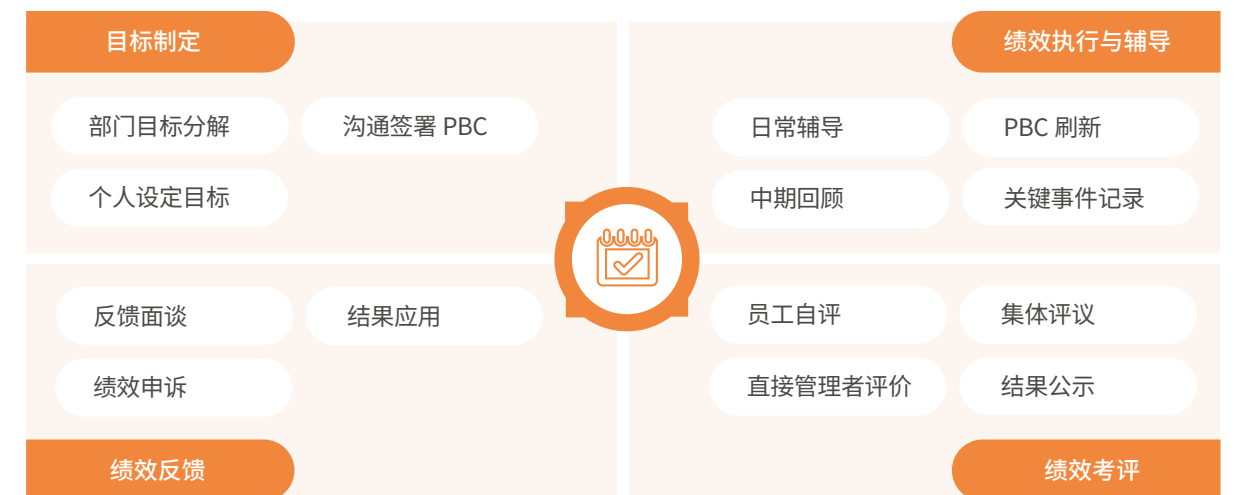 目标制定
部门目标分解
沟通签署 PBC
个人设定目标
绩效执行与辅导
日常辅导
PBC 刷新
中期回顾
关键事件记录
反馈面谈
结果应用
绩效申诉
绩效反馈
员工自评
集体评议
直接管理者评价
结果公示
绩效考评